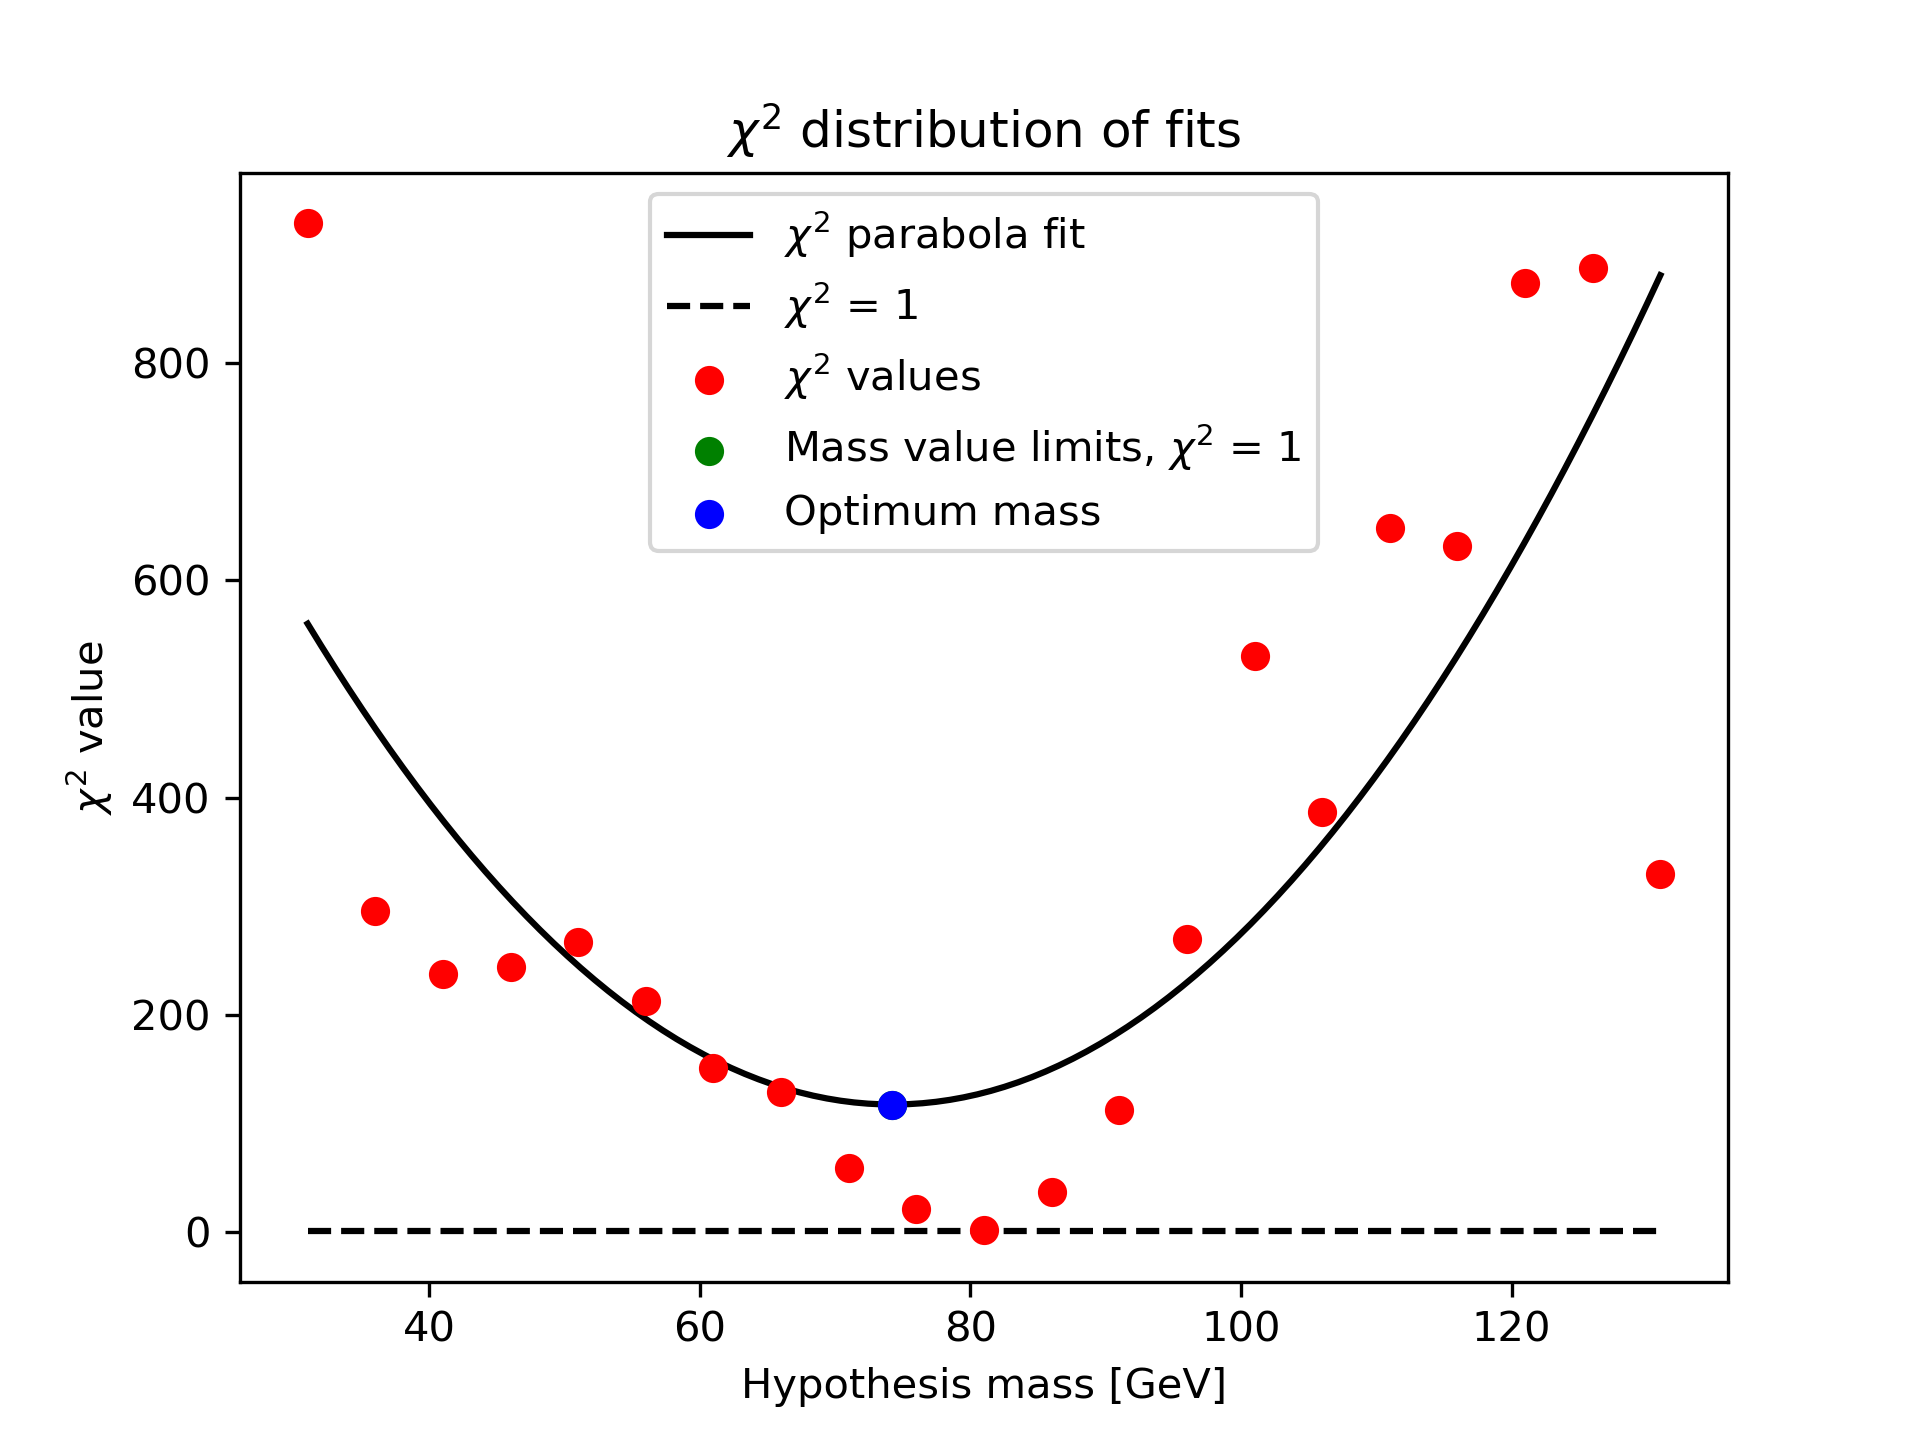 χ² distribution of fits
χ² parabola fit
χ² = 1
χ² values
Mass value limits, χ² = 1
Optimum mass
800
600
400
200
0
χ² value
40 60 80 100 120
Hypothesis mass [GeV]